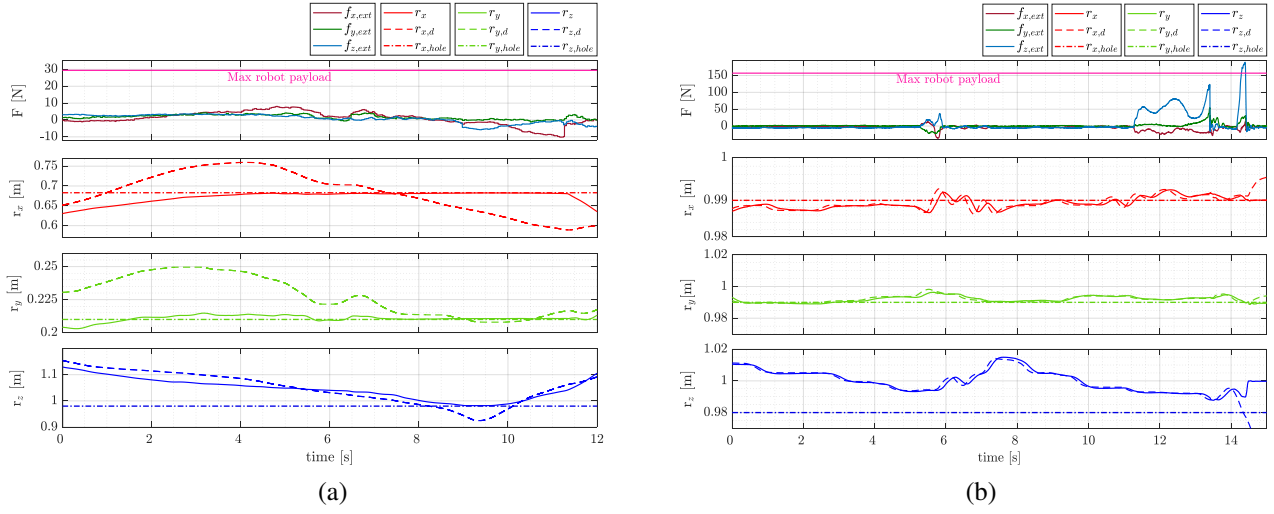 f_{x,ext} r_x r_y r_z
f_{y,ext} r_{x,d} r_{y,d} r_{z,d}
f_{z,ext} r_{x,hole} r_{y,hole} r_{z,hole}
F [N]
30
20
10
0
-10
Max robot payload
r_x [m]
0.75
0.7
0.65
0.6
r_y [m]
0.25
0.225
0.2
r_z [m]
1.1
1
0.9
0 2 4 6 8 10 12
time [s]
(a)
f_{x,ext} r_x r_y r_z
f_{y,ext} r_{x,d} r_{y,d} r_{z,d}
f_{z,ext} r_{x,hole} r_{y,hole} r_{z,hole}
F [N]
150
100
50
0
Max robot payload
r_x [m]
1
0.99
0.98
r_y [m]
1.02
1
0.98
0.97
r_z [m]
1.02
1
0.98
0 2 4 6 8 10 12 14
time [s]
(b)